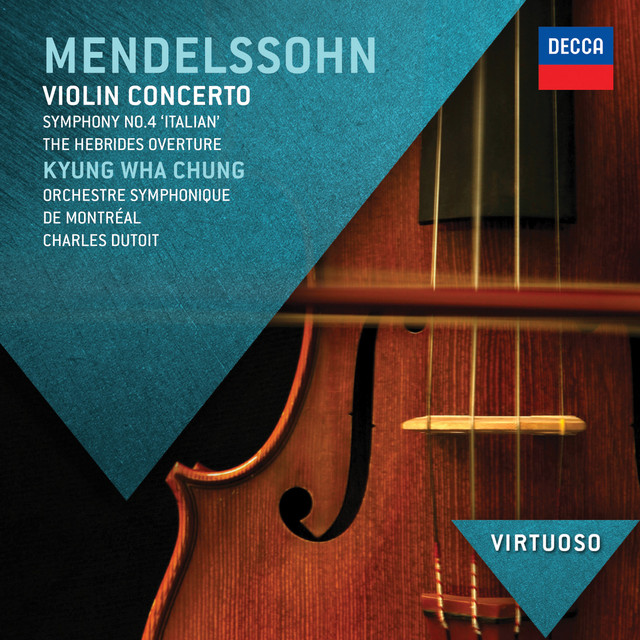 MENDELSSOHN
DECCA
VIOLIN CONCERTO
SYMPHONY NO.4 ‘ITALIAN’
THE HEBRIDES OVERTURE
KYUNG WHA CHUNG
ORCHESTRE SYMPHONIQUE
DE MONTRÉAL
CHARLES DUTOIT
VIRTUOSO